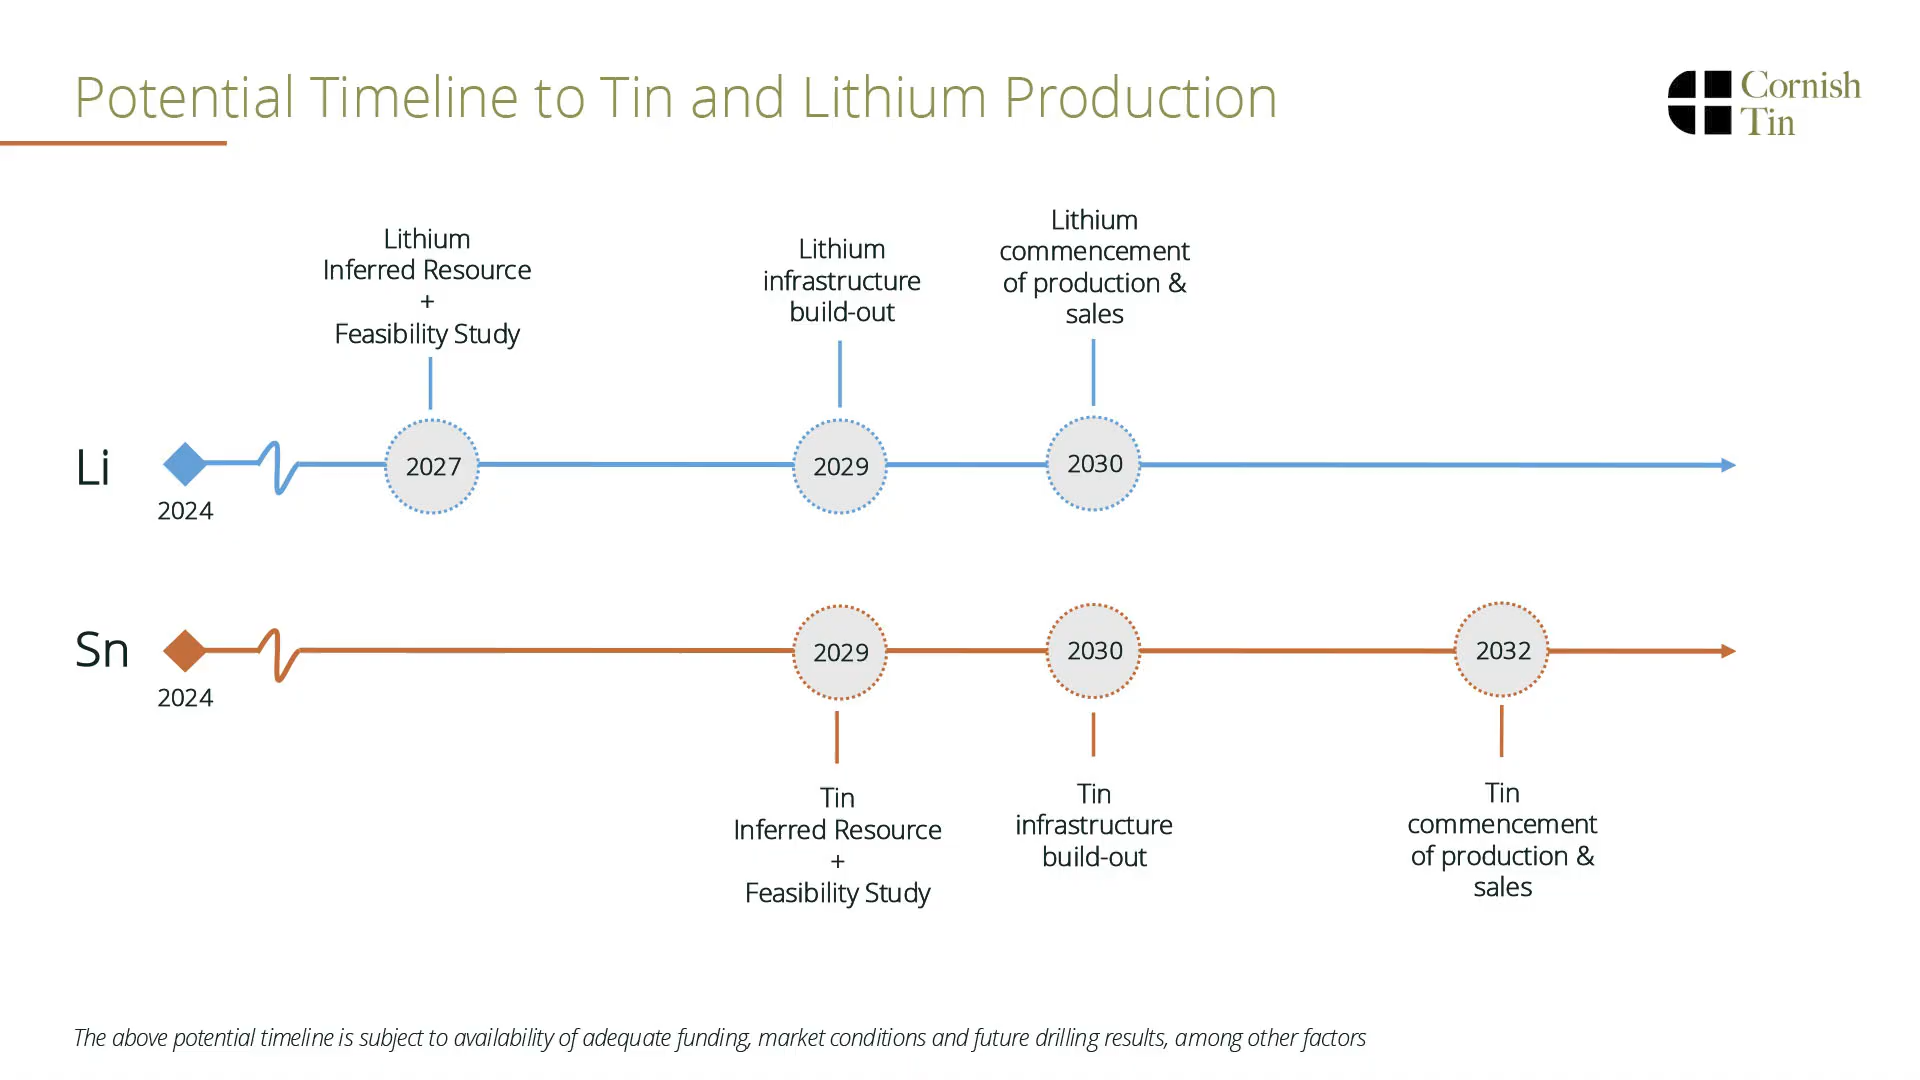 Potential Timeline to Tin and Lithium Production
Cornish
Tin
Lithium
Inferred Resource
+
Feasibility Study
Lithium
infrastructure
build-out
Lithium
commencement
of production &
sales
Li
2024
2027
2029
2030
Sn
2024
2029
2030
2032
Tin
Inferred Resource
+
Feasibility Study
Tin
infrastructure
build-out
Tin
commencement
of production &
sales
The above potential timeline is subject to availability of adequate funding, market conditions and future drilling results, among other factors